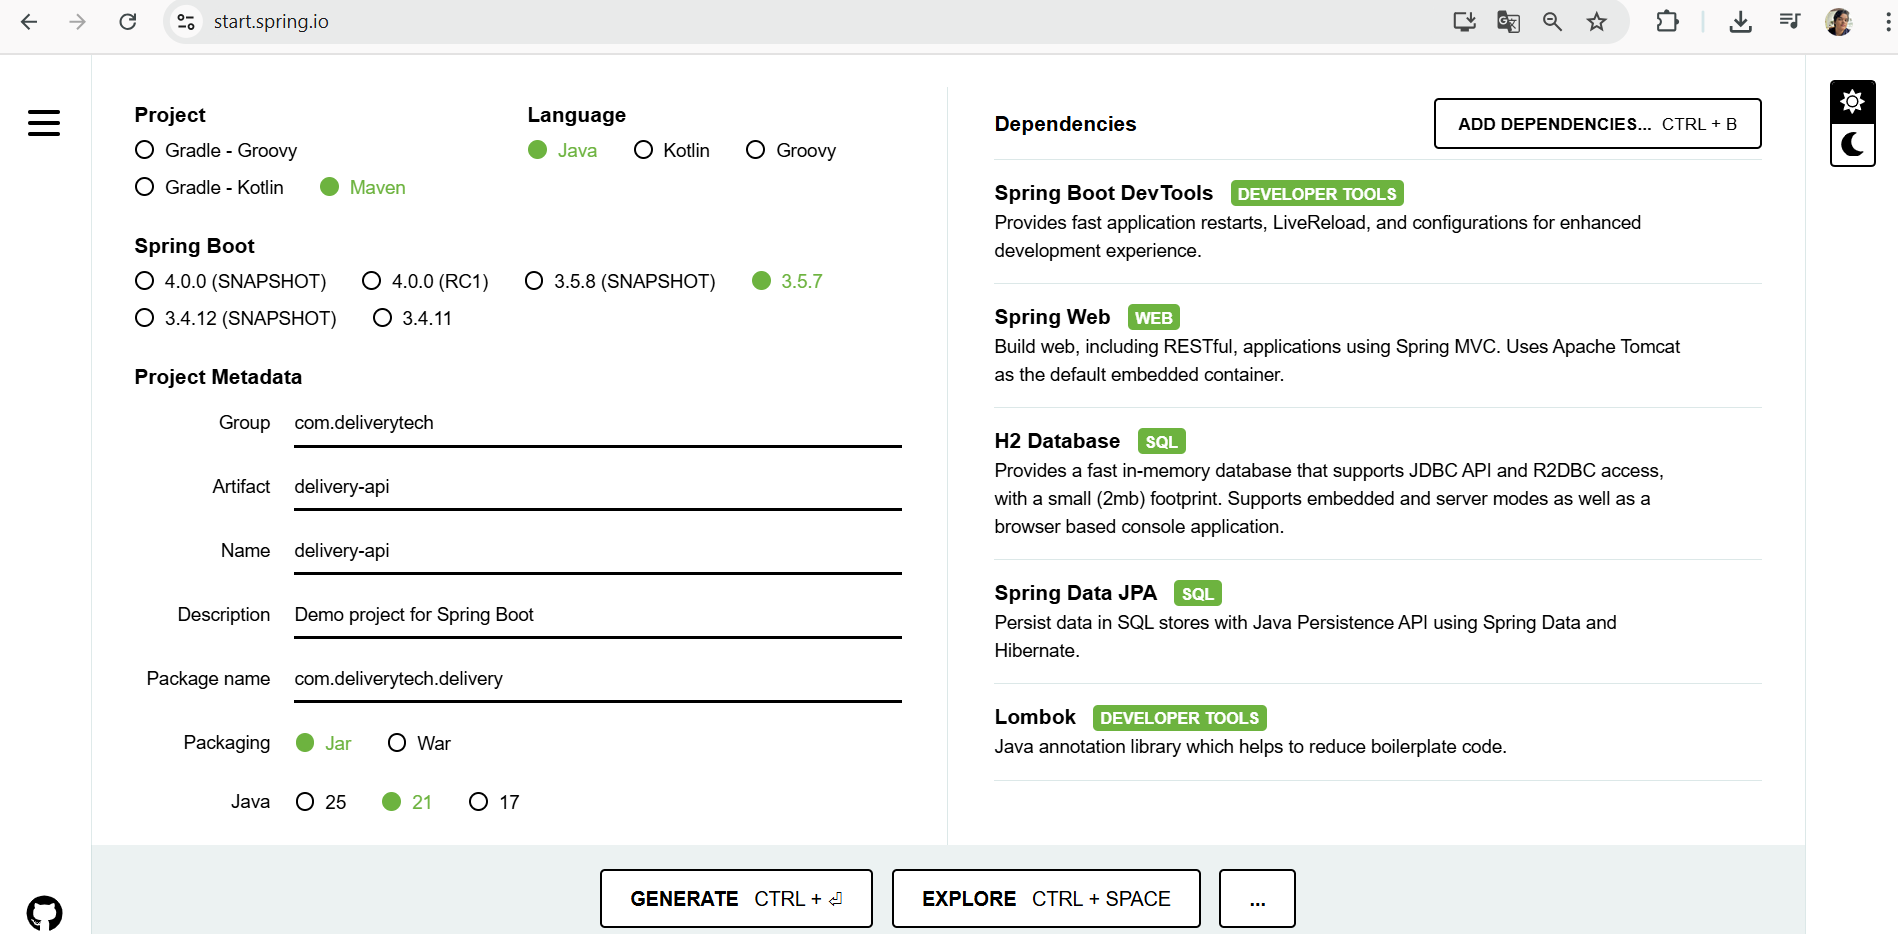 start.spring.io
Project
Gradle - Groovy
Gradle - Kotlin Maven
Language
Java Kotlin Groovy
Spring Boot
4.0.0 (SNAPSHOT) 4.0.0 (RC1) 3.5.8 (SNAPSHOT) 3.5.7
3.4.12 (SNAPSHOT) 3.4.11
Project Metadata
Group com.deliverytech
Artifact delivery-api
Name delivery-api
Description Demo project for Spring Boot
Package name com.deliverytech.delivery
Packaging Jar War
Java 25 21 17
Dependencies ADD DEPENDENCIES... CTRL + B
Spring Boot DevTools DEVELOPER TOOLS
Provides fast application restarts, LiveReload, and configurations for enhanced
development experience.
Spring Web WEB
Build web, including RESTful, applications using Spring MVC. Uses Apache Tomcat
as the default embedded container.
H2 Database SQL
Provides a fast in-memory database that supports JDBC API and R2DBC access,
with a small (2mb) footprint. Supports embedded and server modes as well as a
browser based console application.
Spring Data JPA SQL
Persist data in SQL stores with Java Persistence API using Spring Data and
Hibernate.
Lombok DEVELOPER TOOLS
Java annotation library which helps to reduce boilerplate code.
GENERATE CTRL + ⏎ EXPLORE CTRL + SPACE ...